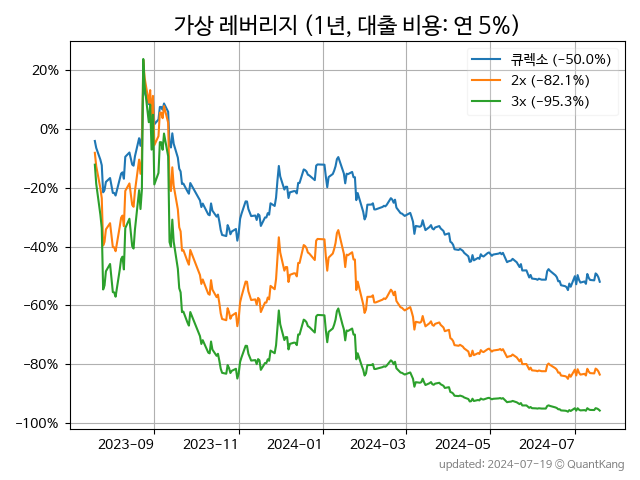 가상 레버리지 (1년, 대출 비용: 연 5%)
큐렉소 (−50.0%)
2x (−82.1%)
3x (−95.3%)
20%
0%
−20%
−40%
−60%
−80%
−100%
2023-09
2023-11
2024-01
2024-03
2024-05
2024-07
updated: 2024-07-19 © QuantKang